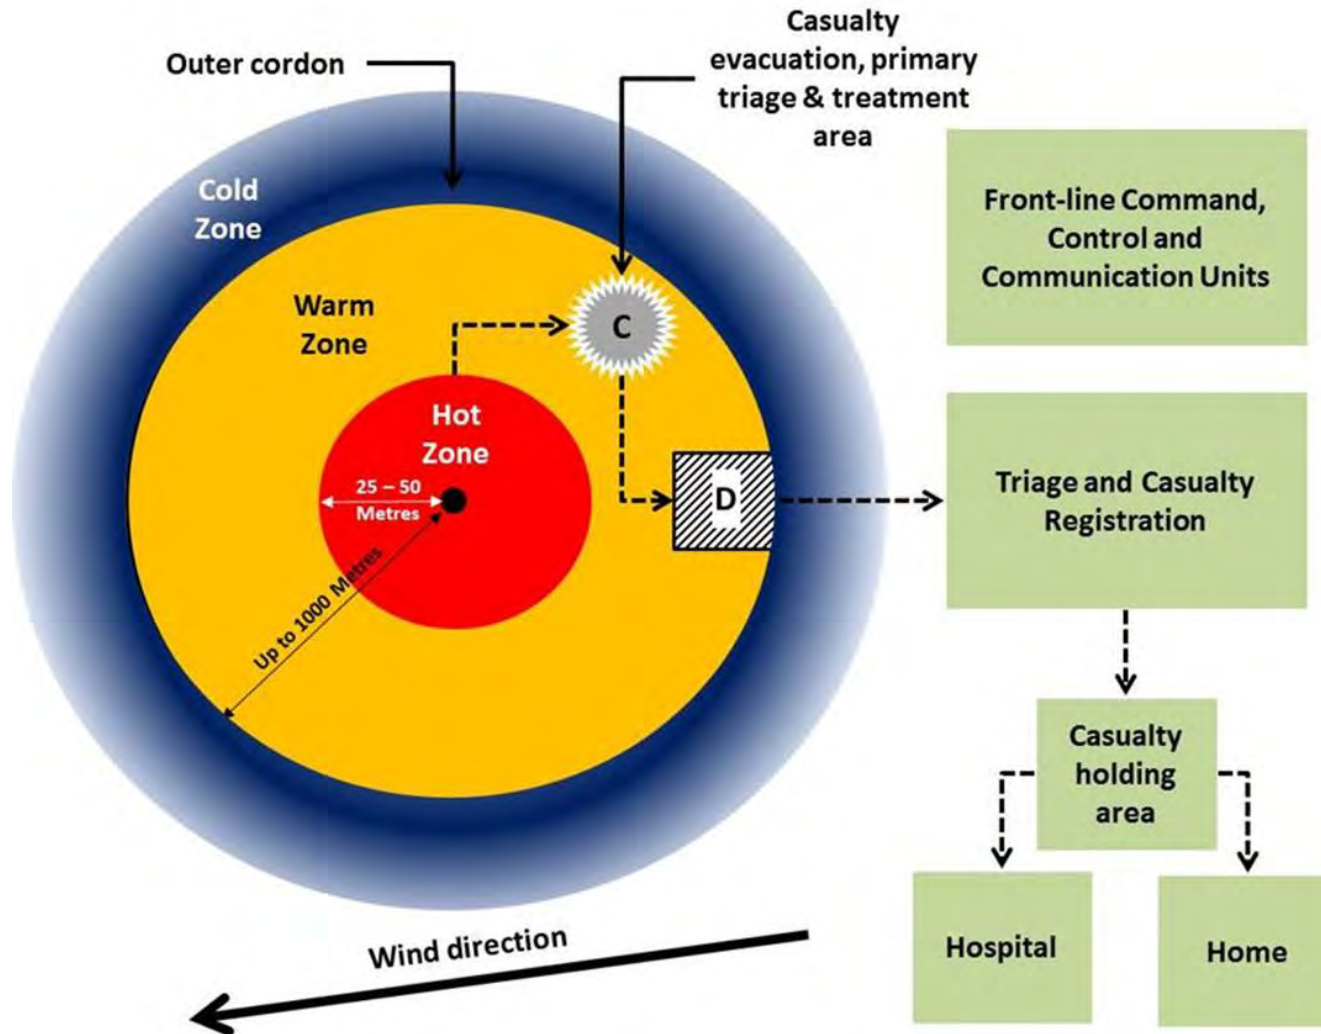 Outer cordon
Casualty
evacuation, primary
triage & treatment
area
Cold
Zone
Warm
Zone
C
Hot
Zone
25 – 50
Metres
D
Up to 1000 Metres
Wind direction
Front-line Command,
Control and
Communication Units
Triage and Casualty
Registration
Casualty
holding
area
Hospital
Home